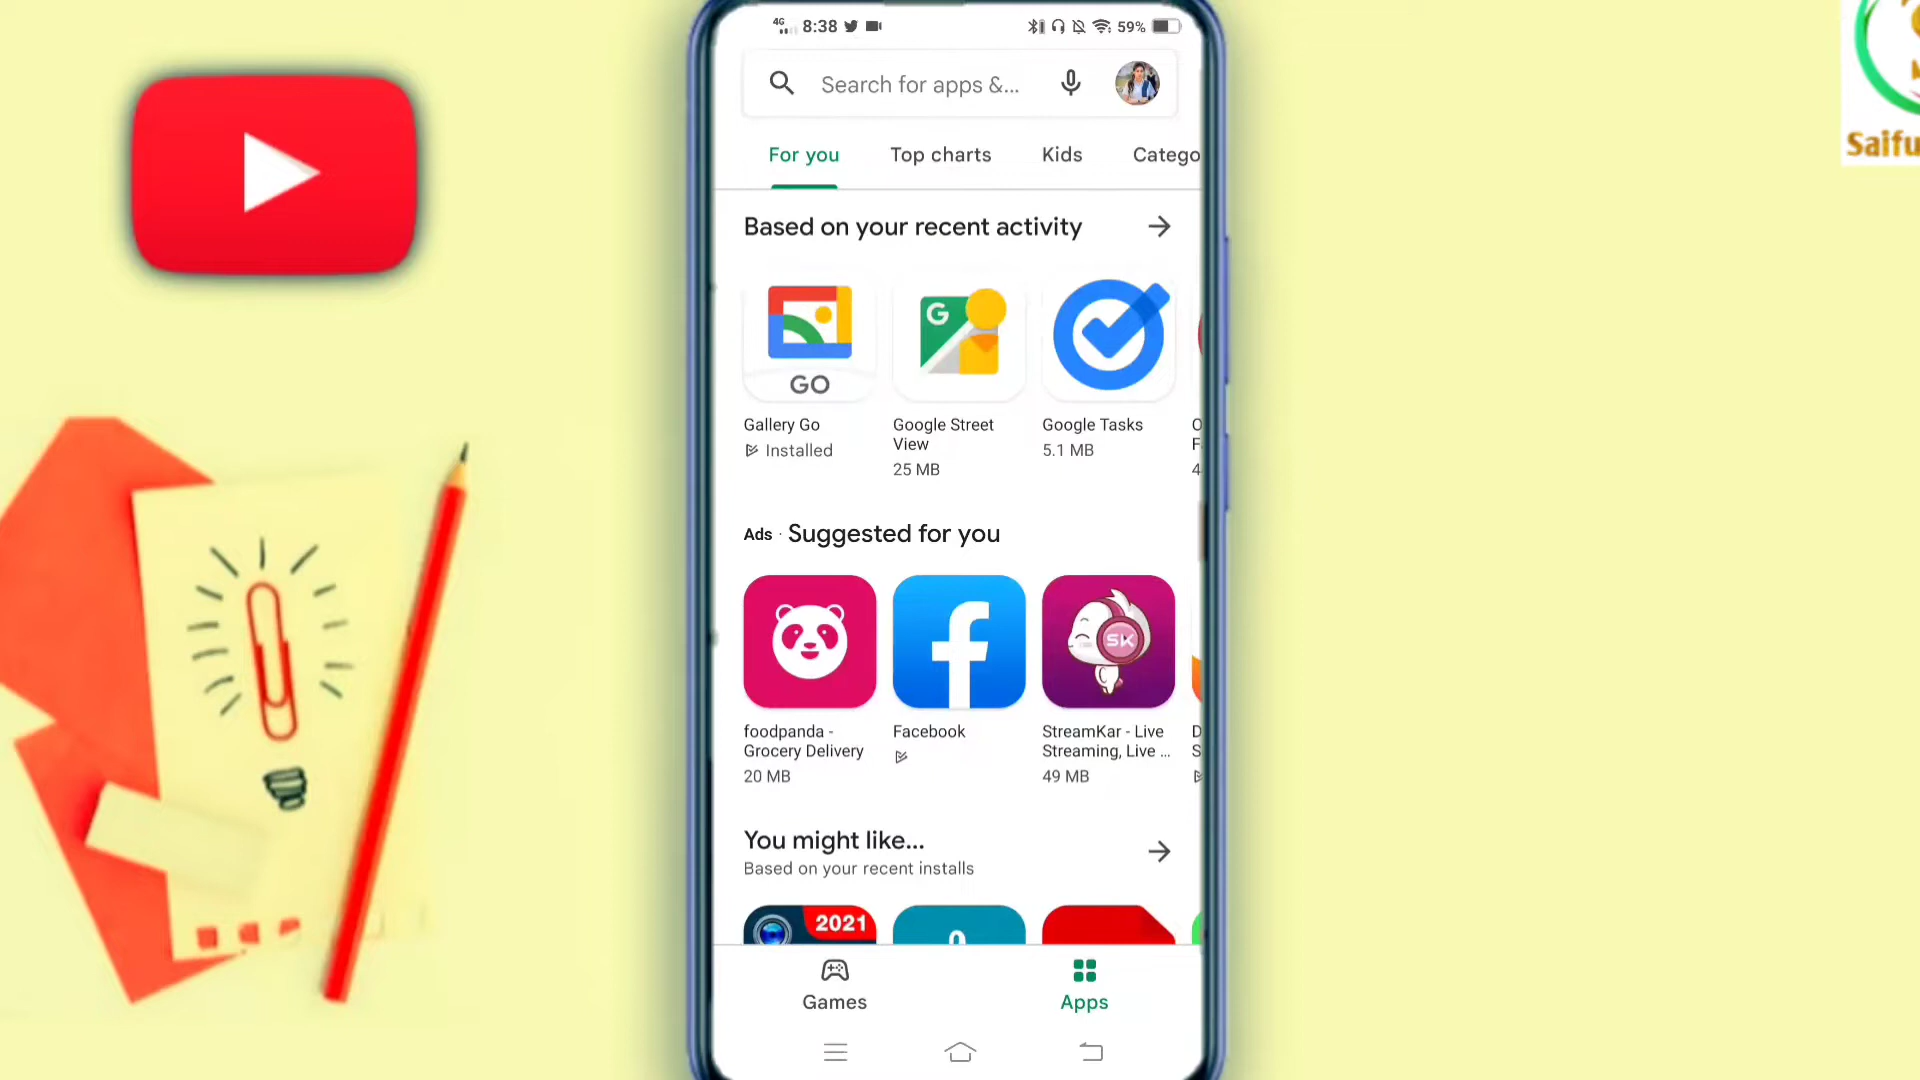 4G 8:38 59%
Search for apps &...
For you Top charts Kids Catego
Based on your recent activity
G
GO
Gallery Go Google Street Google Tasks
View
Installed 25 MB 5.1 MB
Ads · Suggested for you
f SK
foodpanda - Facebook StreamKar - Live
Grocery Delivery Streaming, Live ...
20 MB 49 MB
You might like...
Based on your recent installs
2021
Games Apps
Saifu